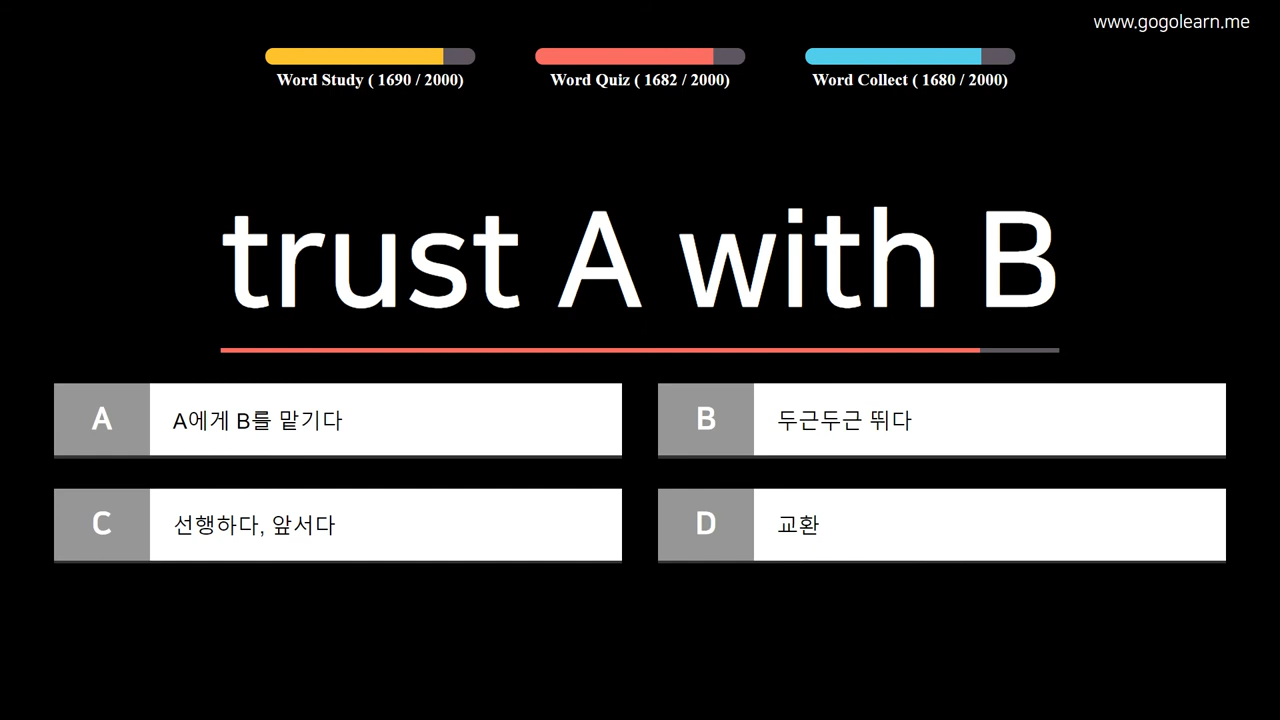 www.gogolearn.me
Word Study ( 1690 / 2000)
Word Quiz ( 1682 / 2000)
Word Collect ( 1680 / 2000)
trust A with B
A A에게 B를 맡기다
B 두근두근 뛰다
C 선행하다, 앞서다
D 교환